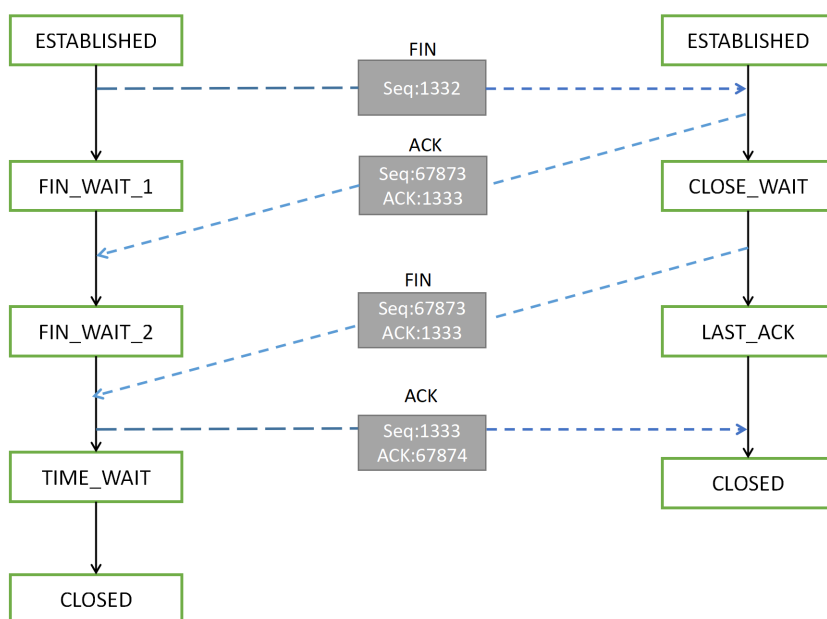 ESTABLISHED
ESTABLISHED
FIN
Seq:1332
ACK
Seq:67873
ACK:1333
FIN_WAIT_1
CLOSE_WAIT
FIN
Seq:67873
ACK:1333
FIN_WAIT_2
LAST_ACK
ACK
Seq:1333
ACK:67874
TIME_WAIT
CLOSED
CLOSED